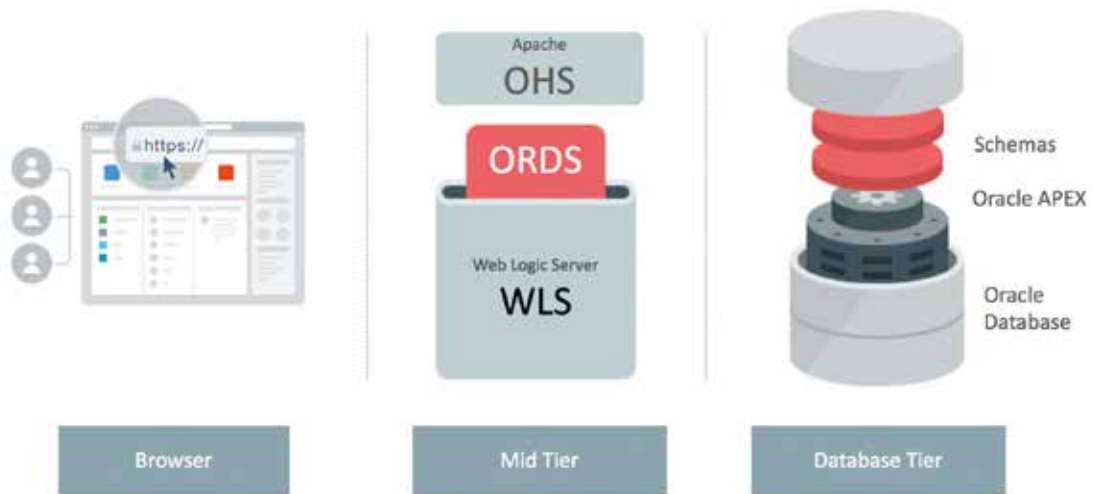 https://
Browser
Apache
OHS
ORDS
Web Logic Server
WLS
Mid Tier
Schemas
Oracle APEX
Oracle
Database
Database Tier